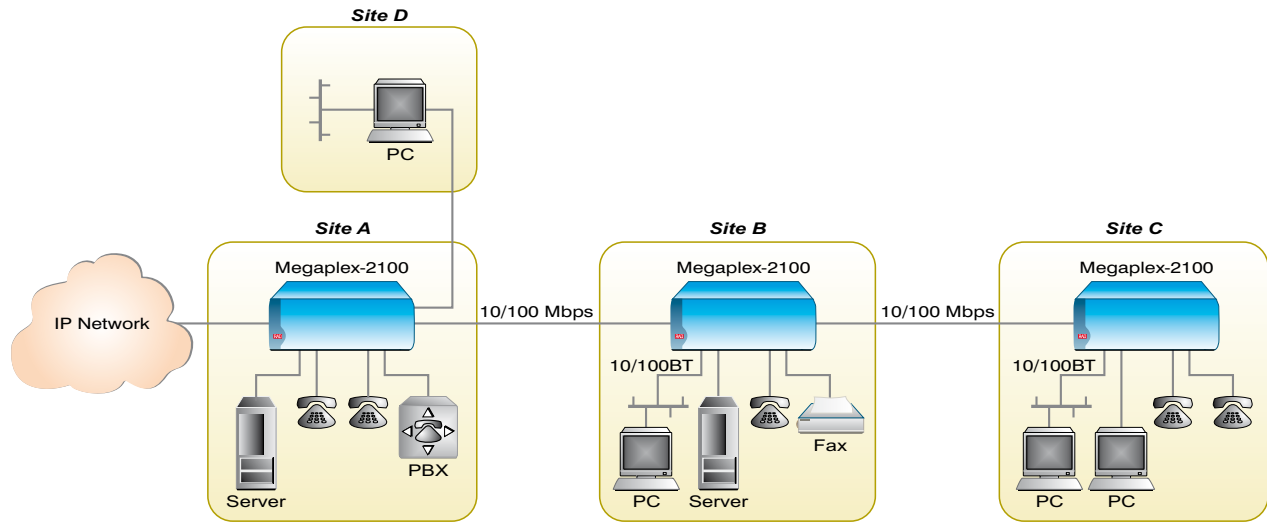 Site D
PC
Site A
Site B
Site C
Megaplex-2100
Megaplex-2100
Megaplex-2100
IP Network
10/100 Mbps
10/100 Mbps
10/100BT
10/100BT
Server
PBX
PC
Server
Fax
PC
PC